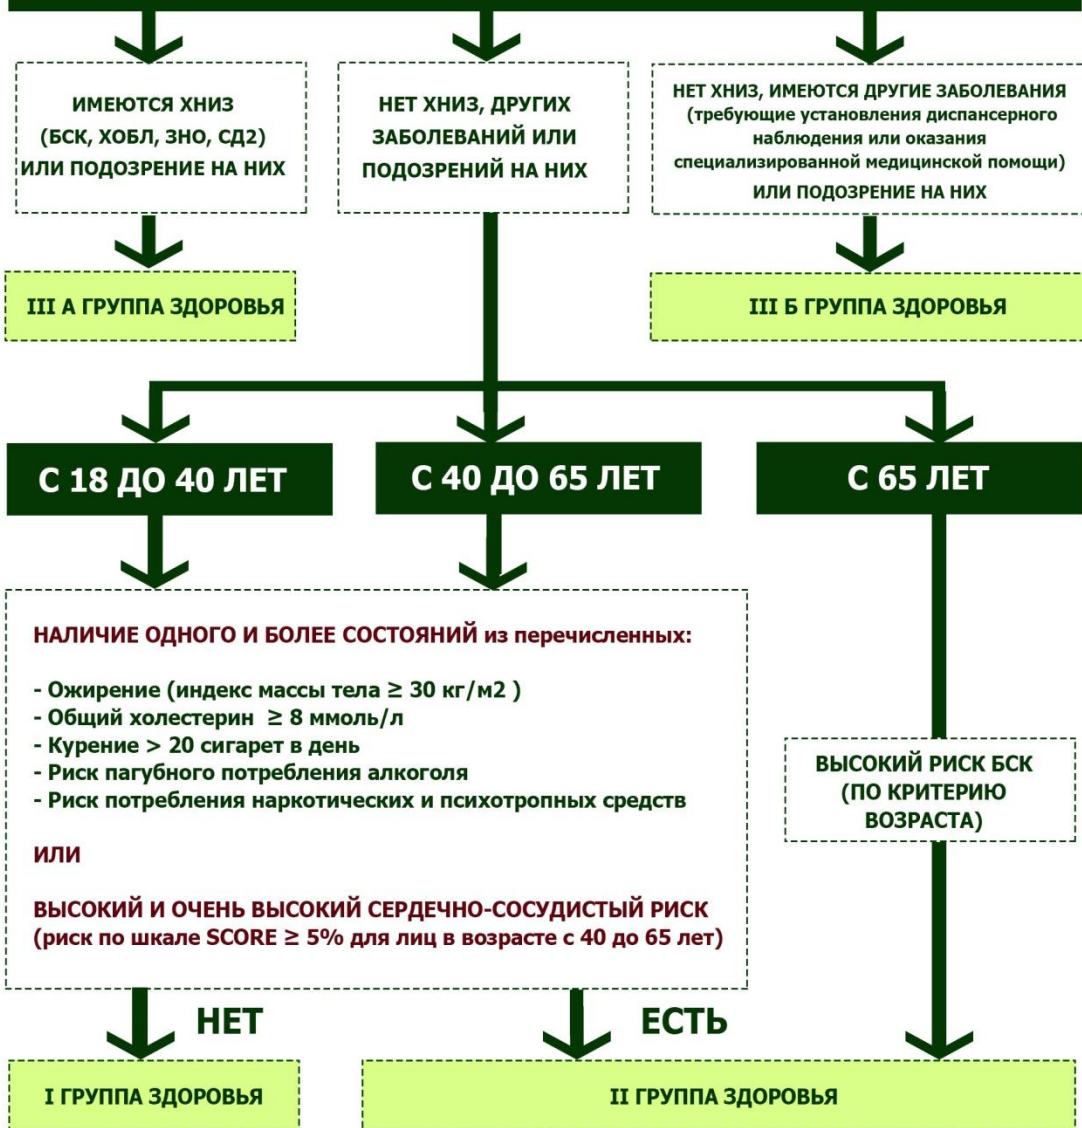 ИМЕЮТСЯ ХНИЗ
(БСК, ХОБЛ, ЗНО, СД2)
ИЛИ ПОДОЗРЕНИЕ НА НИХ
НЕТ ХНИЗ, ДРУГИХ
ЗАБОЛЕВАНИЙ ИЛИ
ПОДОЗРЕНИЙ НА НИХ
НЕТ ХНИЗ, ИМЕЮТСЯ ДРУГИЕ ЗАБОЛЕВАНИЯ
(требующие установления диспансерного
наблюдения или оказания
специализированной медицинской помощи)
ИЛИ ПОДОЗРЕНИЕ НА НИХ
III А ГРУППА ЗДОРОВЬЯ
III Б ГРУППА ЗДОРОВЬЯ
С 18 ДО 40 ЛЕТ
С 40 ДО 65 ЛЕТ
С 65 ЛЕТ
НАЛИЧИЕ ОДНОГО И БОЛЕЕ СОСТОЯНИЙ из перечисленных:
- Ожирение (индекс массы тела ≥ 30 кг/м2 )
- Общий холестерин ≥ 8 ммоль/л
- Курение > 20 сигарет в день
- Риск пагубного потребления алкоголя
- Риск потребления наркотических и психотропных средств
ИЛИ
ВЫСОКИЙ И ОЧЕНЬ ВЫСОКИЙ СЕРДЕЧНО-СОСУДИСТЫЙ РИСК
(риск по шкале SCORE ≥ 5% для лиц в возрасте с 40 до 65 лет)
ВЫСОКИЙ РИСК БСК
(ПО КРИТЕРИЮ
ВОЗРАСТА)
НЕТ
ЕСТЬ
I ГРУППА ЗДОРОВЬЯ
II ГРУППА ЗДОРОВЬЯ